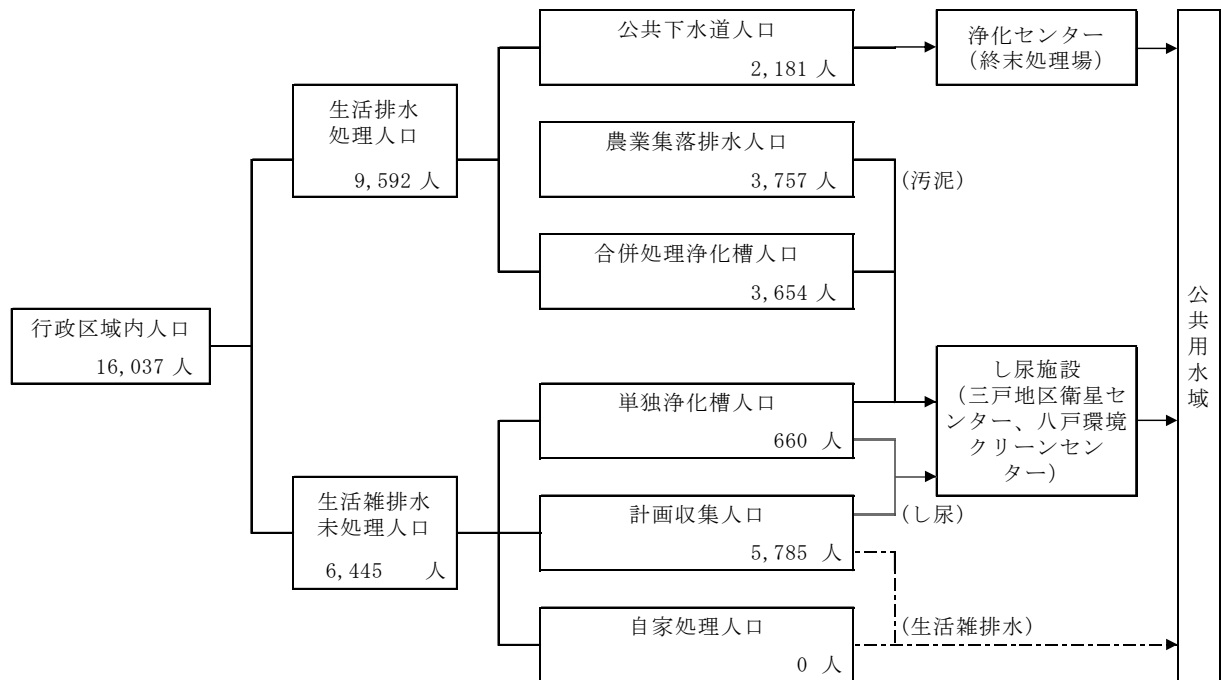 公共下水道人口
2,181 人
浄化センター
（終末処理場）
生活排水
処理人口
9,592 人
農業集落排水人口
3,757 人
(汚泥)
合併処理浄化槽人口
3,654 人
行政区域内人口
16,037 人
単独浄化槽人口
660 人
し尿施設
（三戸地区衛星セ
ンター、八戸環境
クリーンセン
ター）
公共用水域
生活雑排水
未処理人口
6,445 人
計画収集人口
5,785 人
(し尿)
自家処理人口
0 人
(生活雑排水)